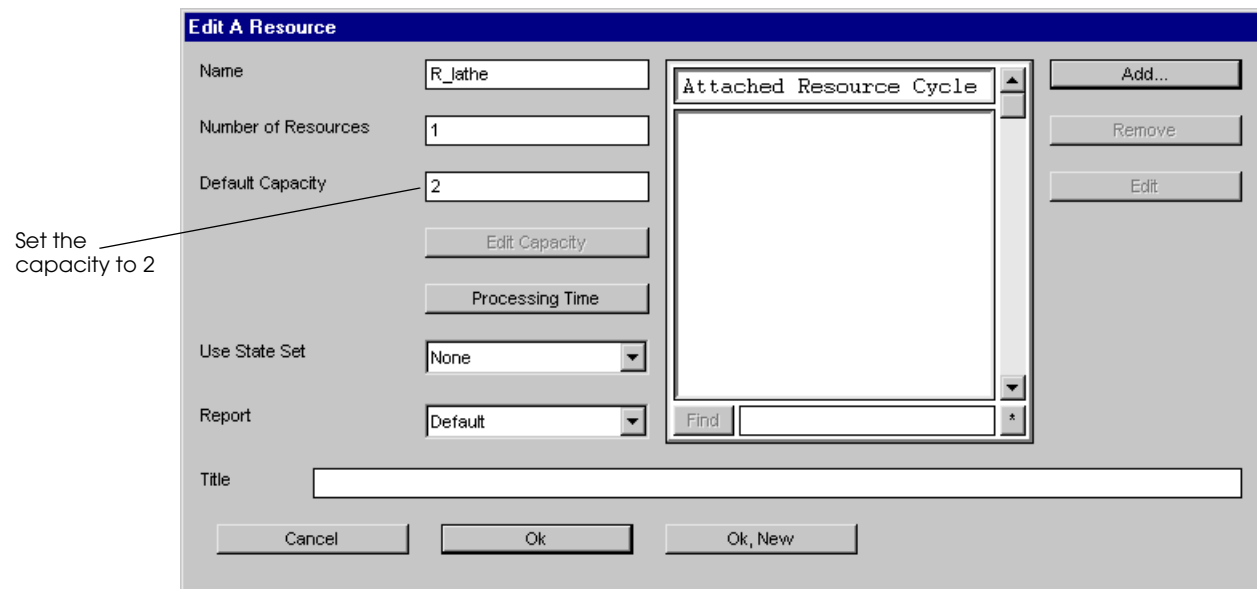 Edit A Resource
Name
R_lathe
Number of Resources
1
Default Capacity
2
Set the
capacity to 2
Edit Capacity
Processing Time
Use State Set
None
Report
Default
Attached Resource Cycle
Find
*
Add...
Remove
Edit
Title
Cancel
Ok
Ok, New